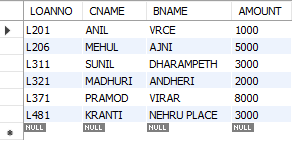 LOANNO CNAME BNAME AMOUNT
L201 ANIL VRCE 1000
L206 MEHUL AJNI 5000
L311 SUNIL DHARAMPETH 3000
L321 MADHURI ANDHERI 2000
L371 PRAMOD VIRAR 8000
L481 KRANTI NEHRU PLACE 3000
NULL NULL NULL NULL